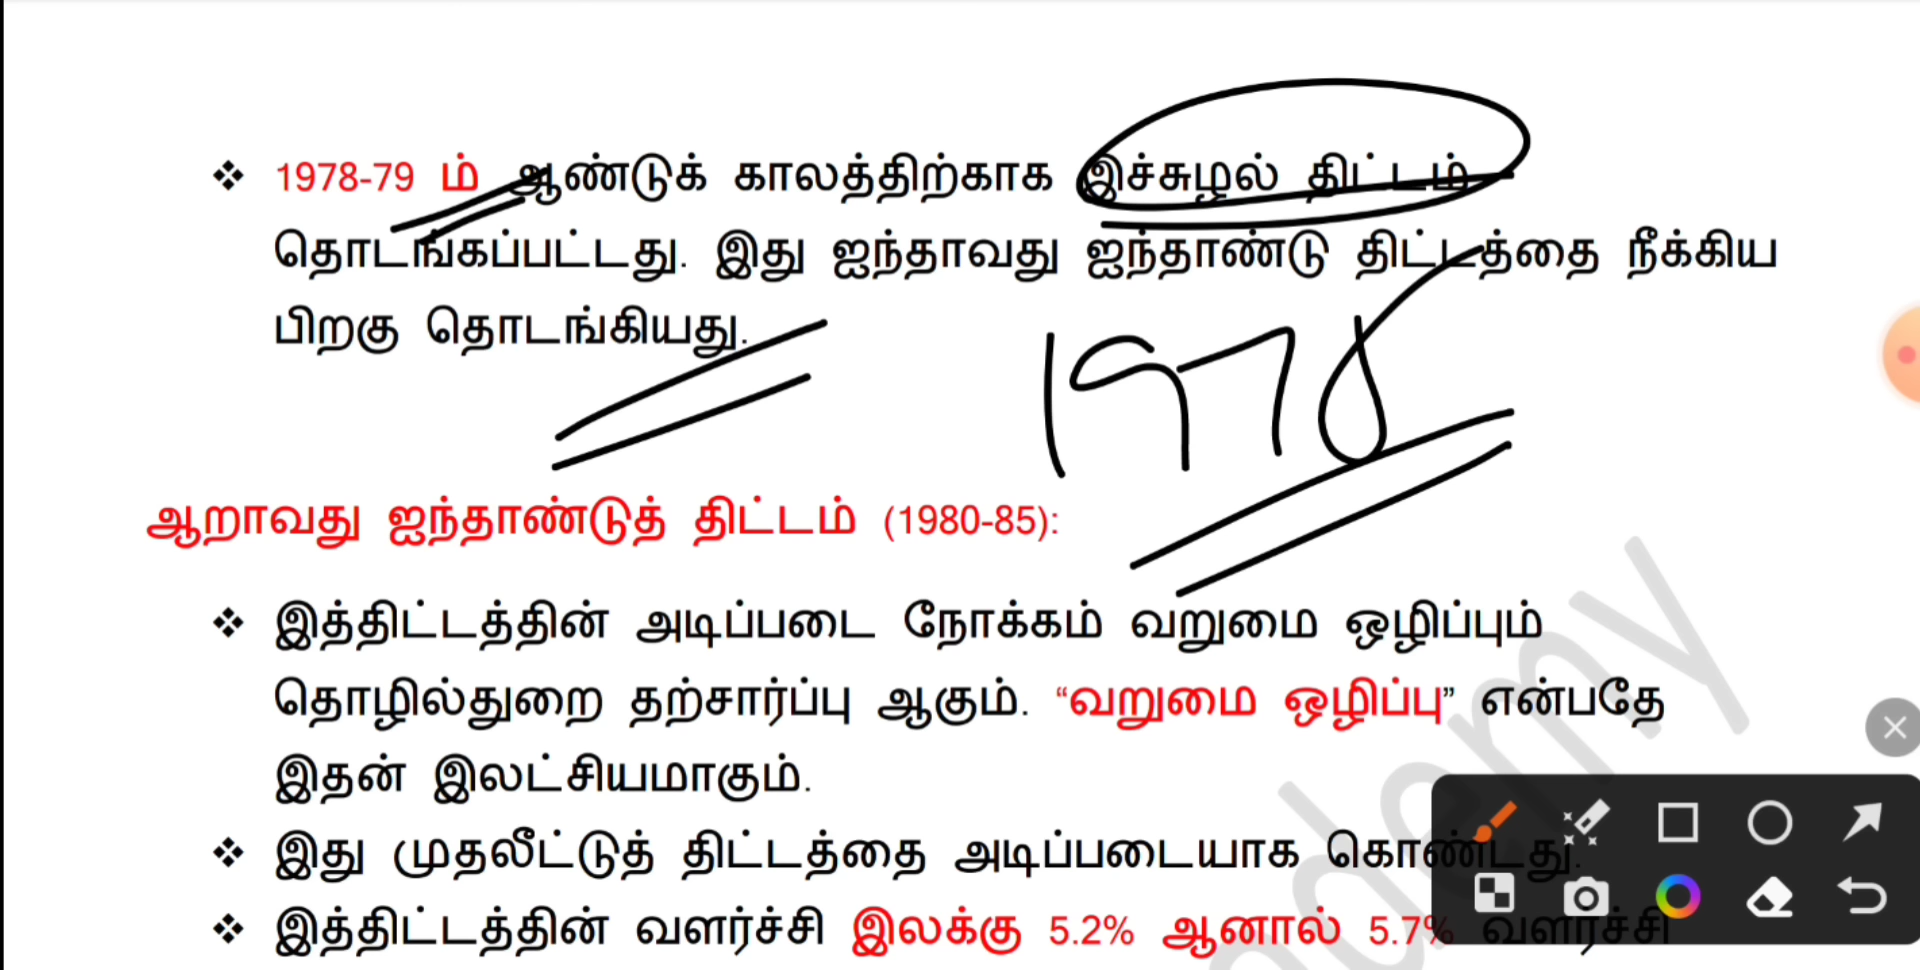 ❖ 1978-79 ம் ஆண்டுக் காலத்திற்காக இச்சுழல் திட்டம்
தொடங்கப்பட்டது. இது ஐந்தாவது ஐந்தாண்டு திட்டத்தை நீக்கிய
பிறகு தொடங்கியது.
1978
ஆறாவது ஐந்தாண்டுத் திட்டம் (1980-85):
❖ இத்திட்டத்தின் அடிப்படை நோக்கம் வறுமை ஒழிப்பும்
தொழில்துறை தற்சார்ப்பு ஆகும். “வறுமை ஒழிப்பு” என்பதே
இதன் இலட்சியமாகும்.
❖ இது முதலீட்டுத் திட்டத்தை அடிப்படையாக கொண்டது.
❖ இத்திட்டத்தின் வளர்ச்சி இலக்கு 5.2% ஆனால் 5.7% வளர்ச்சி